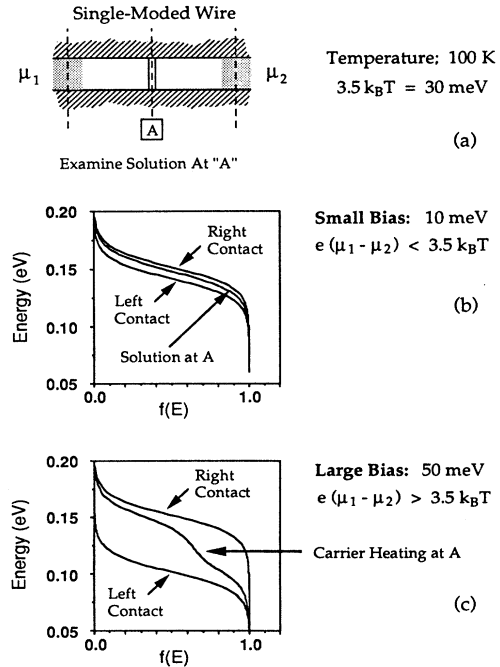 Single-Moded Wire
μ1
μ2
A
Examine Solution At "A"
Temperature; 100 K
3.5 kBT = 30 meV
(a)
0.20
0.15
0.10
0.05
Energy (eV)
Right
Contact
Left
Contact
Solution at A
0.0
1.0
f(E)
Small Bias: 10 meV
e (μ1 - μ2) < 3.5 kBT
(b)
0.20
0.15
0.10
0.05
Energy (eV)
Right
Contact
Left
Contact
0.0
1.0
f(E)
Large Bias: 50 meV
e (μ1 - μ2) > 3.5 kBT
Carrier Heating at A
(c)